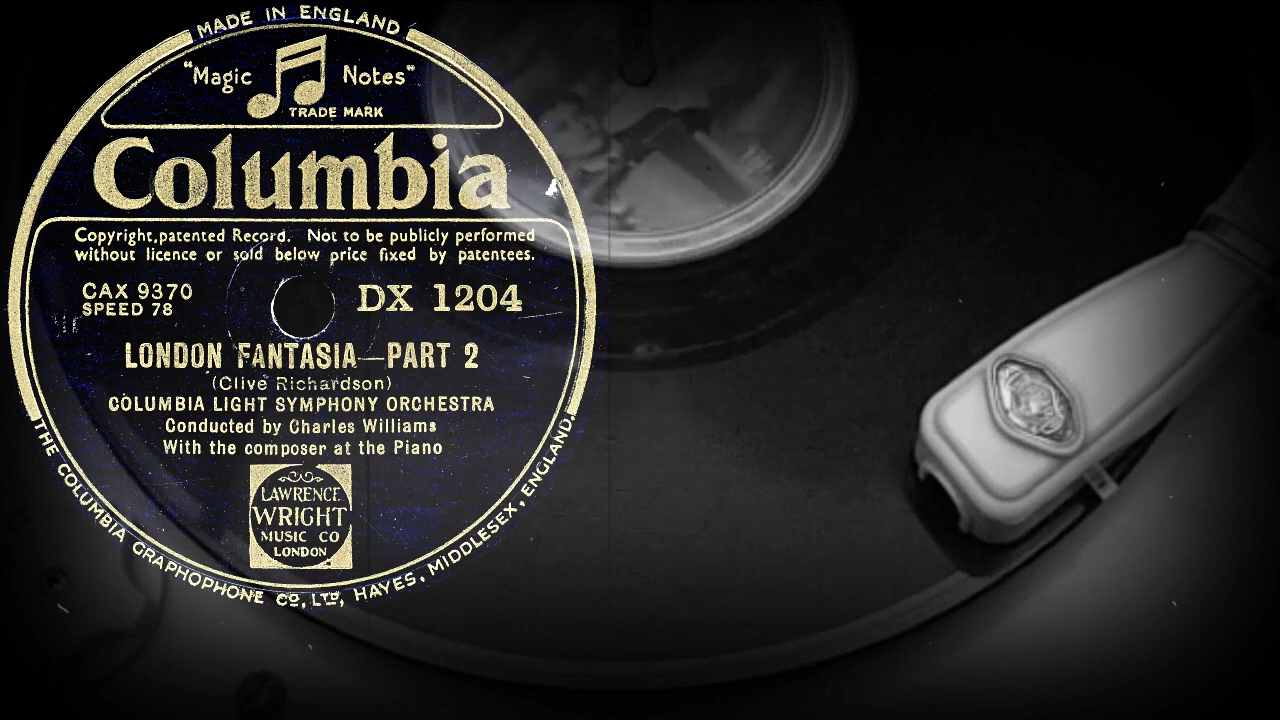 MADE IN ENGLAND
"Magic Notes"
TRADE MARK
Columbia
Copyright, patented Record. Not to be publicly performed
without licence or sold below price fixed by patentees.
CAX 9370
SPEED 78
DX 1204
LONDON FANTASIA—PART 2
(Clive Richardson)
COLUMBIA LIGHT SYMPHONY ORCHESTRA
Conducted by Charles Williams
With the composer at the Piano
LAWRENCE
WRIGHT
MUSIC CO
LONDON
THE COLUMBIA GRAPHOPHONE CO, LTD, HAYES, MIDDLESEX, ENGLAND.